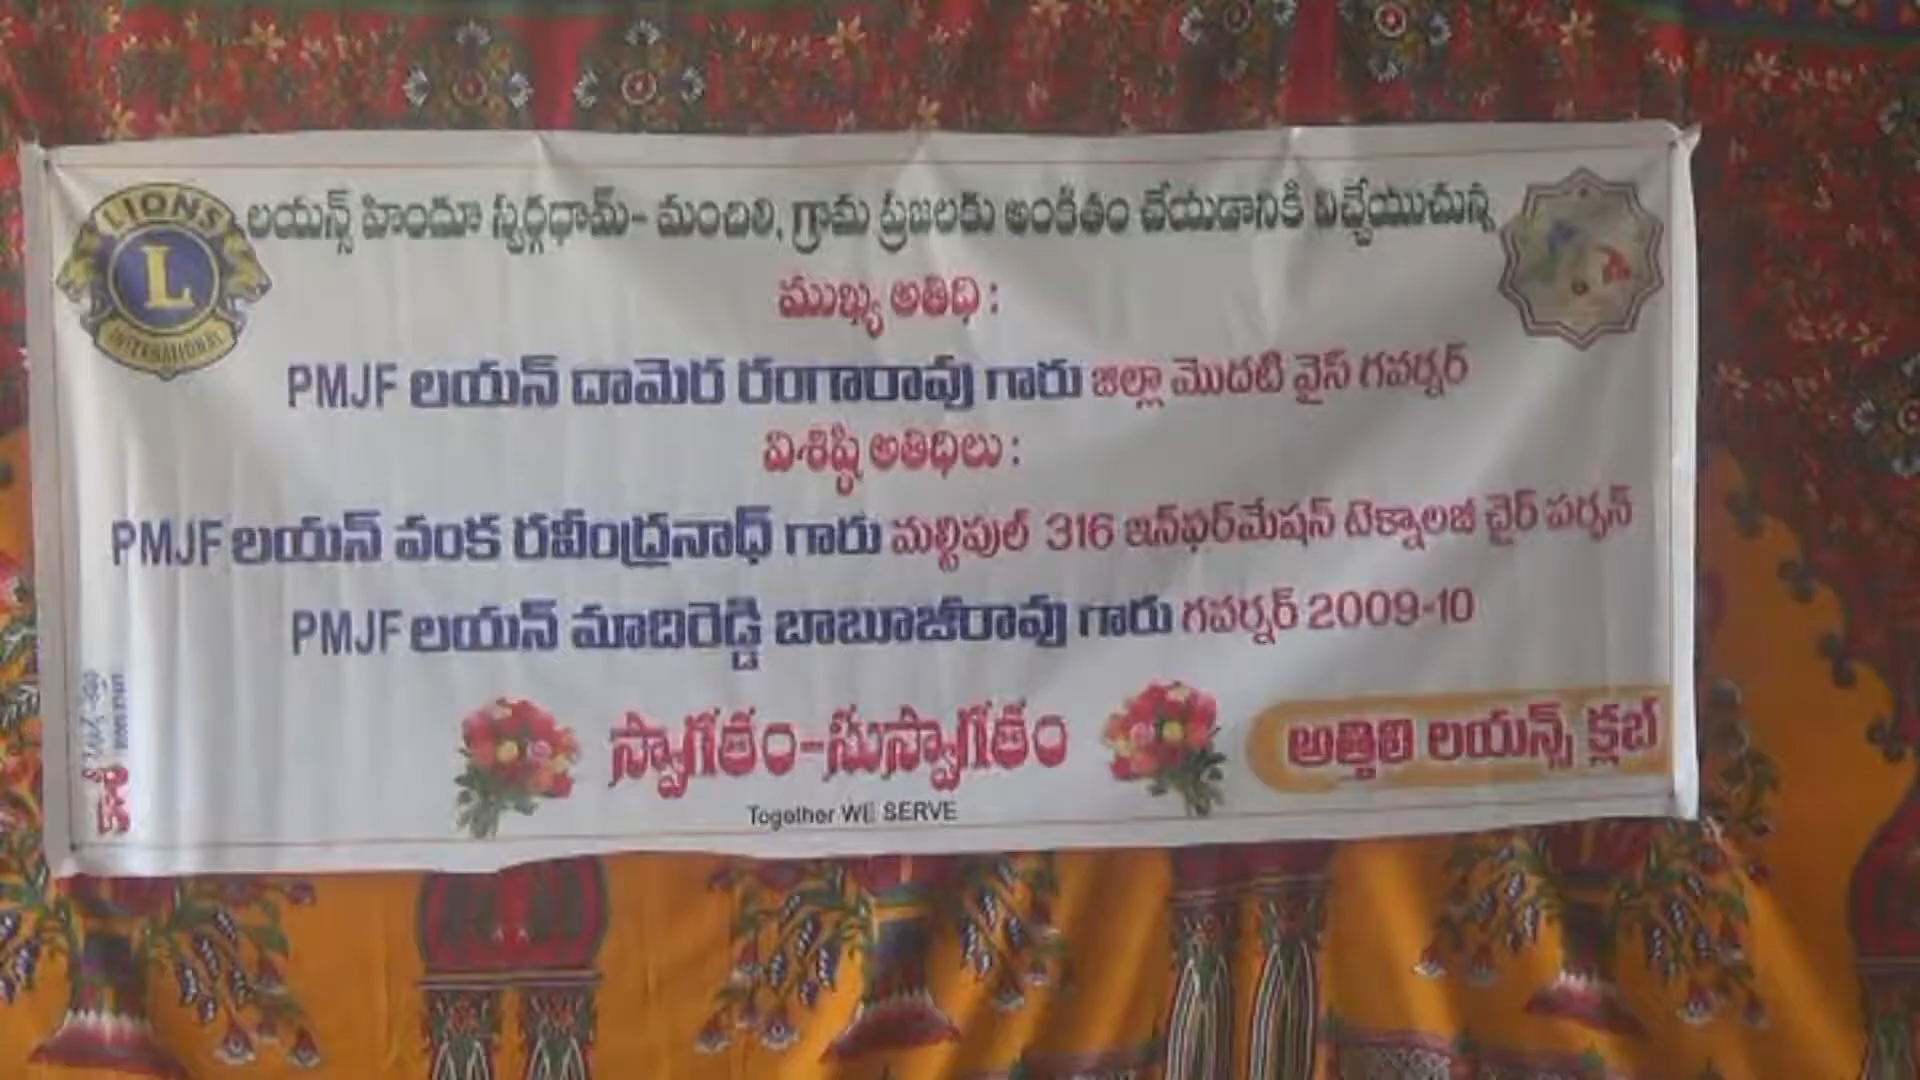 LIONS
L
INTERNATIONAL
లయన్స్ హిందూ స్వర్గధామ్- మంచిలి, గ్రామ ప్రజలకు అంకితం చేయడానికి విచ్చేయుచున్న
ముఖ్య అతిధి :
PMJF లయన్ దామెర రంగారావు గారు జిల్లా మొదటి వైస్ గవర్నర్
విశిష్ఠి అతిధిలు :
PMJF లయన్ వంక రవీంద్రనాధ్ గారు మల్టిపుల్ 316 ఇన్‌ఫర్‌మేషన్ టెక్నాలజీ చైర్ పర్సన్
PMJF లయన్ మాదిరెడ్డి బాబూజీరావు గారు గవర్నర్ 2009-10
స్వాగతం-సుస్వాగతం
అత్తిలి లయన్స్ క్లబ్
Together WE SERVE